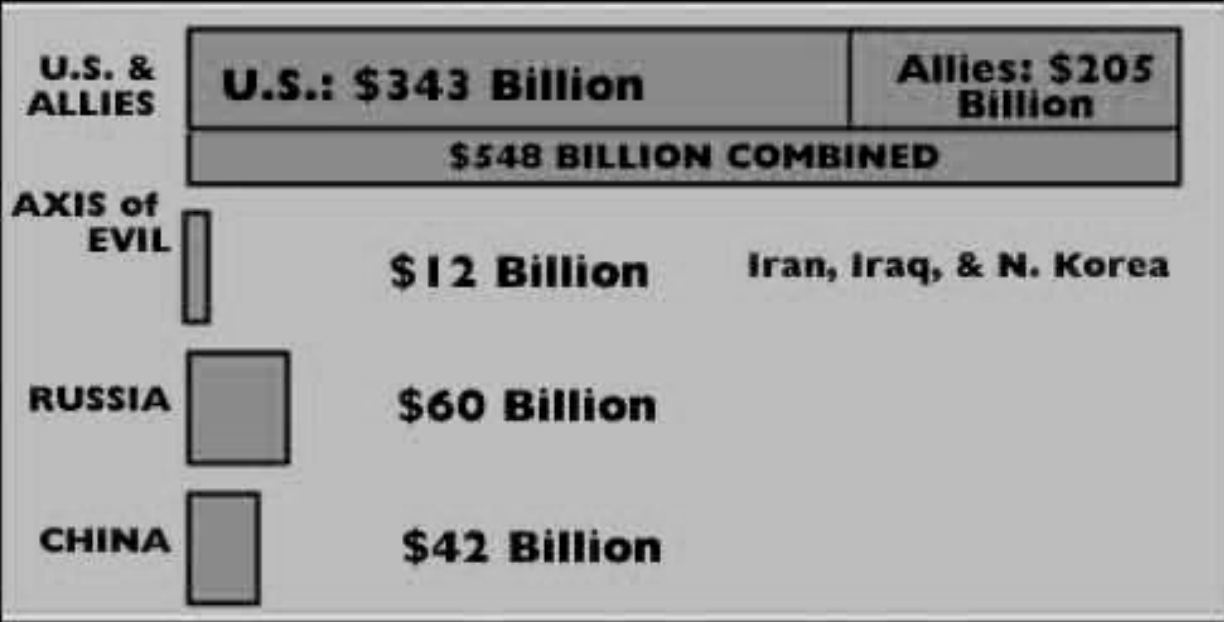 U.S. &
ALLIES
U.S.: $343 Billion
Allies: $205
Billion
$548 BILLION COMBINED
AXIS of
EVIL
$12 Billion
Iran, Iraq, & N. Korea
RUSSIA
$60 Billion
CHINA
$42 Billion